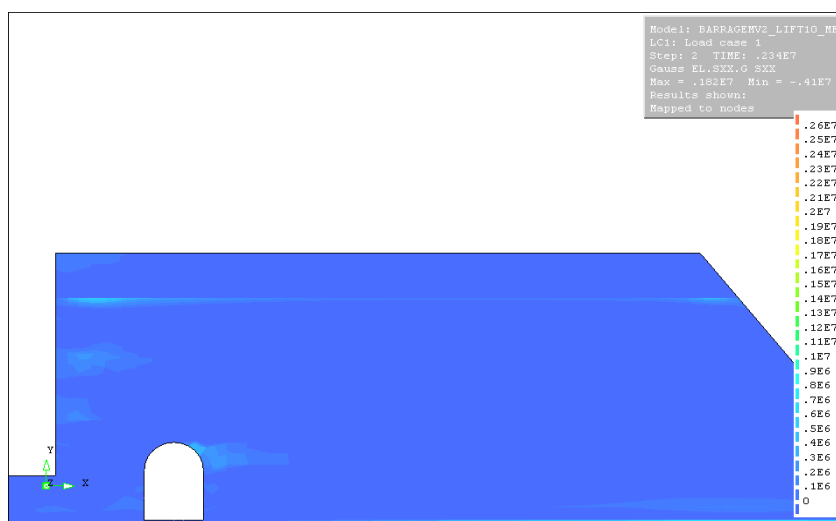 Model: BARRAGEMV2_LIFT10_ME
LC1: Load case 1
Step: 2 TIME: .234E7
Gauss EL.SXX.G SXX
Max = .182E7 Min = -.41E7
Results shown:
Mapped to nodes
.26E7
.25E7
.24E7
.23E7
.22E7
.21E7
.2E7
.19E7
.18E7
.17E7
.16E7
.15E7
.14E7
.13E7
.12E7
.11E7
.1E7
.9E6
.8E6
.7E6
.6E6
.5E6
.4E6
.3E6
.2E6
.1E6
0
Y
Z X